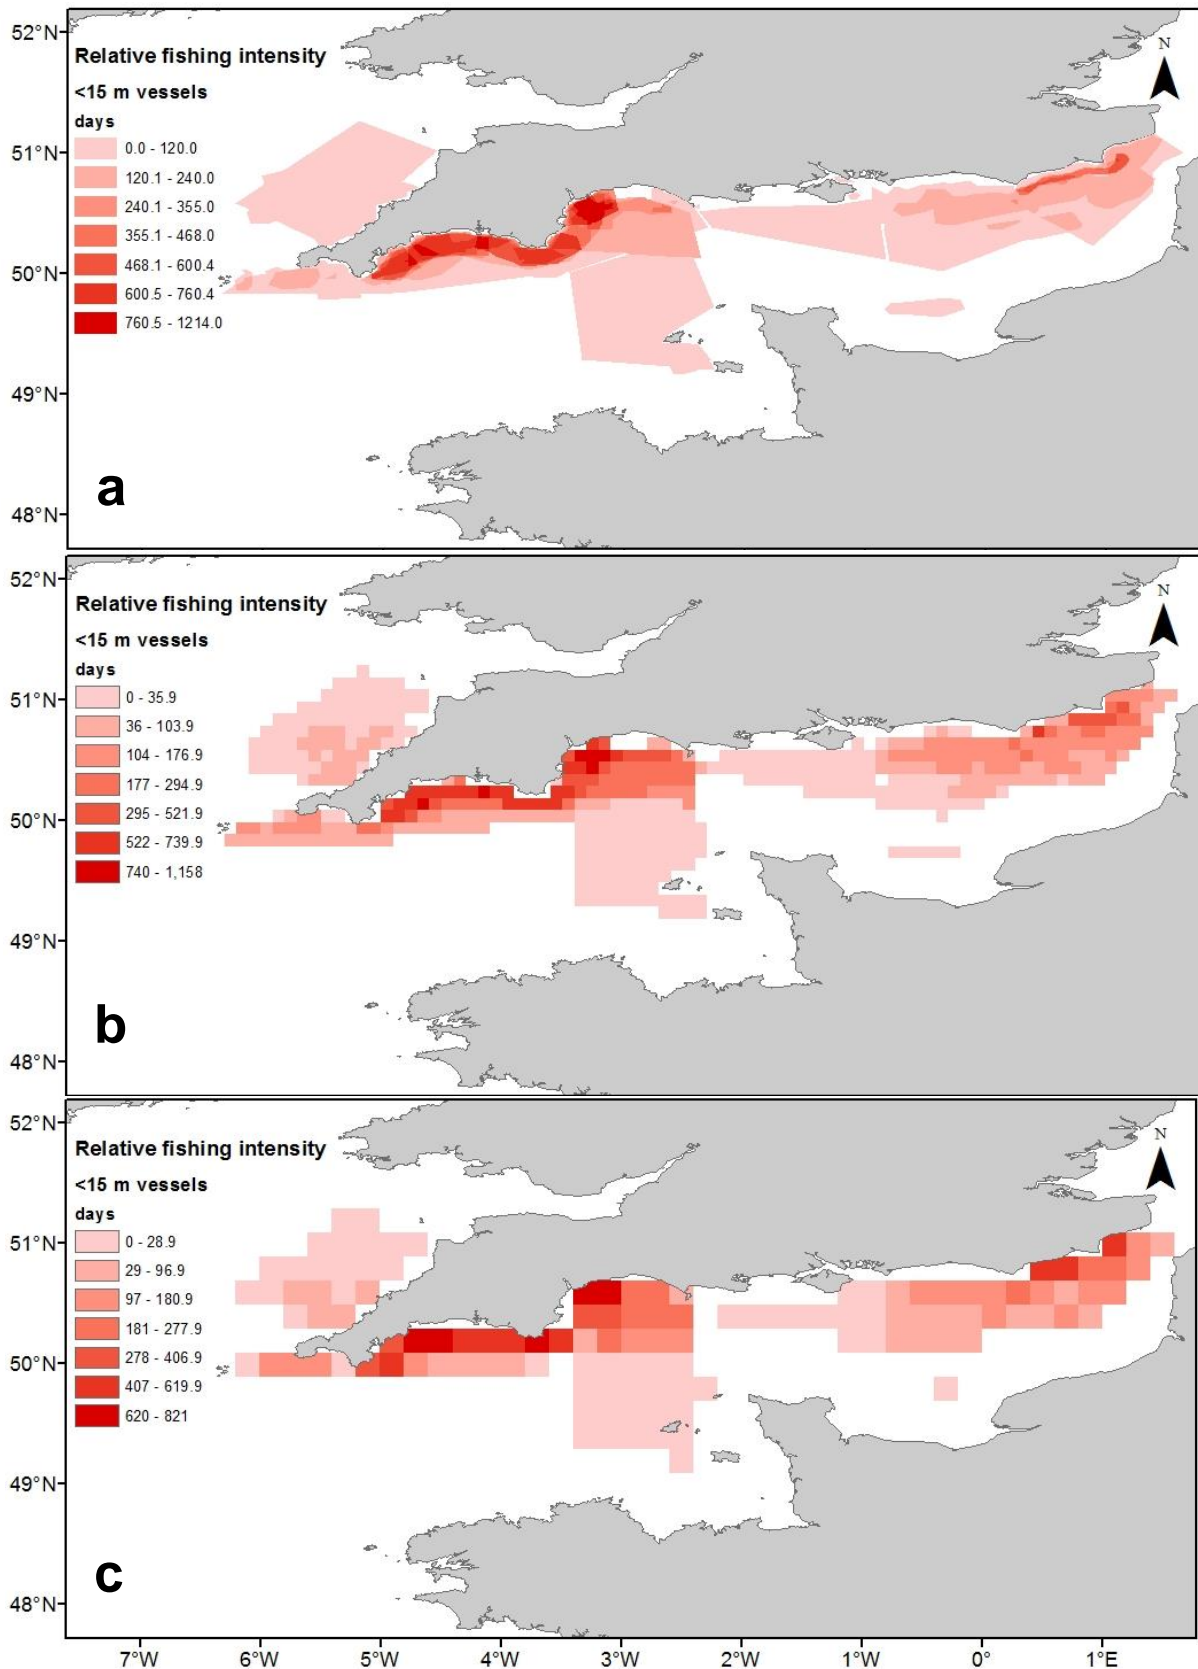 52°N
Relative fishing intensity
<15 m vessels
days
0.0 - 120.0
120.1 - 240.0
240.1 - 355.0
355.1 - 468.0
468.1 - 600.4
600.5 - 760.4
760.5 - 1214.0
N
51°N
50°N
49°N
48°N
a
52°N
Relative fishing intensity
<15 m vessels
days
0 - 35.9
36 - 103.9
104 - 176.9
177 - 294.9
295 - 521.9
522 - 739.9
740 - 1,158
N
51°N
50°N
49°N
48°N
b
52°N
Relative fishing intensity
<15 m vessels
days
0 - 28.9
29 - 96.9
97 - 180.9
181 - 277.9
278 - 406.9
407 - 619.9
620 - 821
N
51°N
50°N
49°N
48°N
c
7°W 6°W 5°W 4°W 3°W 2°W 1°W 0° 1°E